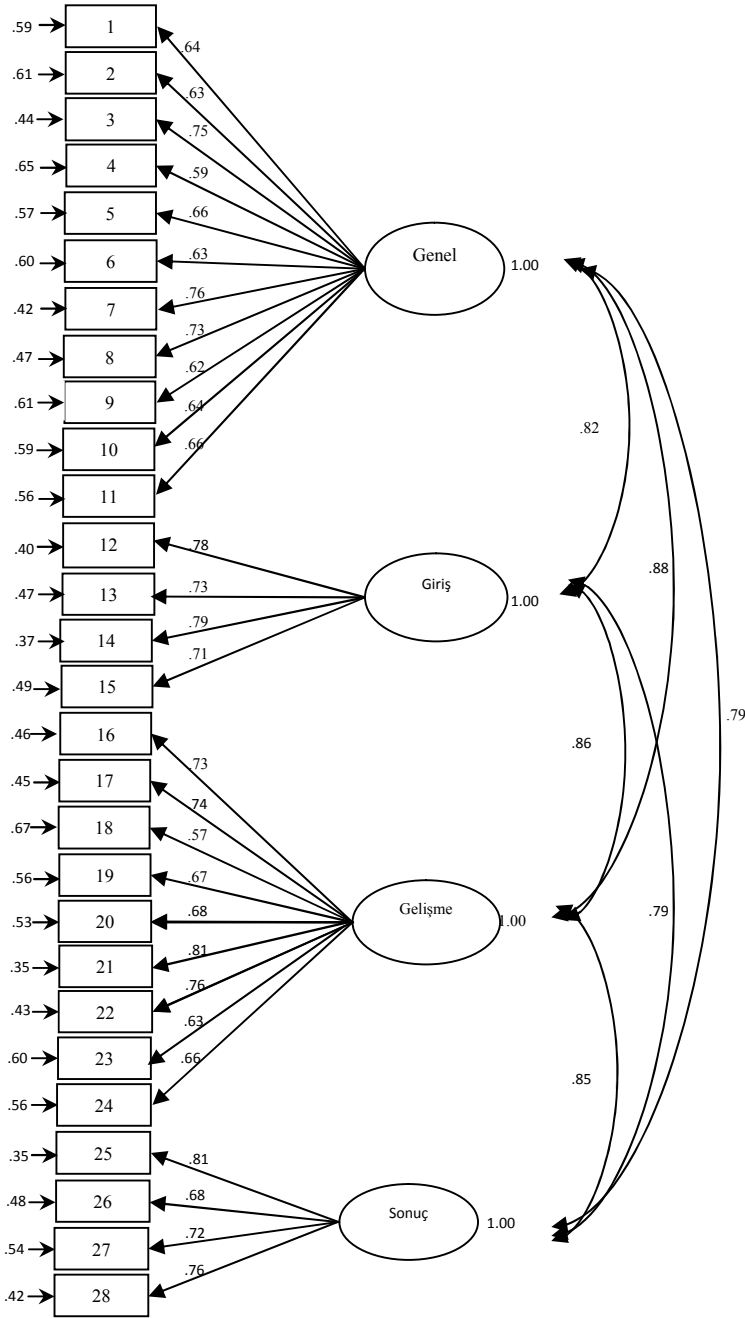 .59 1 .64
.61 2 .63
.44 3 .75
.65 4 .59
.57 5 .66
Genel 1.00
.60 6 .63
.42 7 .76
.47 8 .73
.61 9 .62
.59 10 .64
.56 11 .66
.82
.40 12 .78
.88
.47 13 .73
Giriş 1.00
.37 14 .79
.49 15 .71
.79
.46 16 .73
.86
.45 17 .74
.67 18 .57
.56 19 .67
.79
.53 20 .68
Gelişme 1.00
.35 21 .81
.43 22 .76
.60 23 .63
.85
.56 24 .66
.35 25 .81
.48 26 .68
Sonuç 1.00
.54 27 .72
.42 28 .76